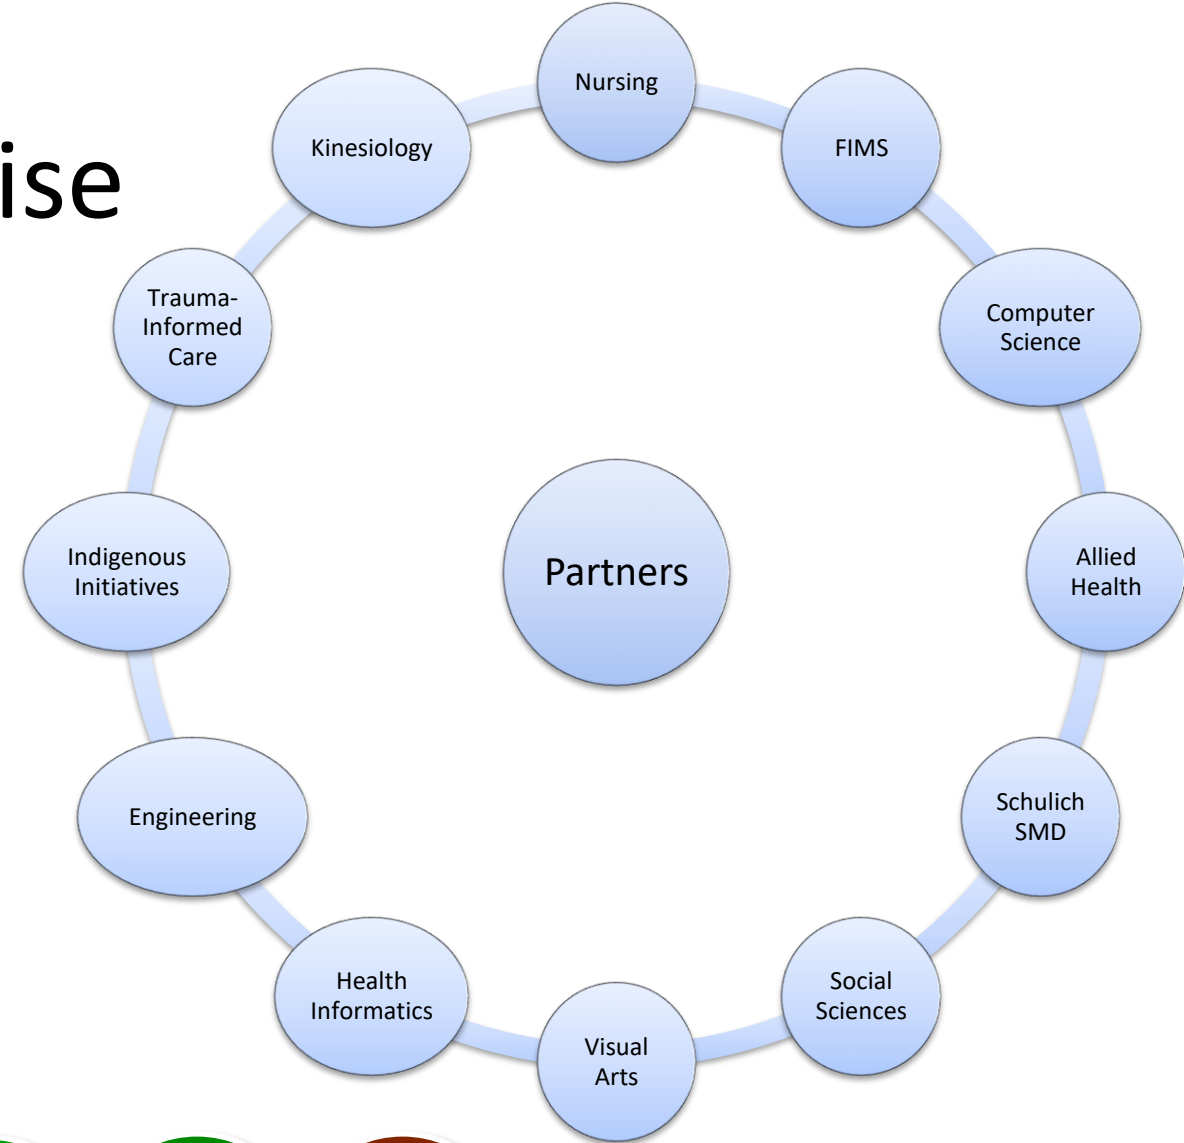 ise
Nursing
FIMS
Computer
Science
Allied
Health
Schulich
SMD
Social
Sciences
Visual
Arts
Health
Informatics
Engineering
Indigenous
Initiatives
Trauma-
Informed
Care
Kinesiology
Partners